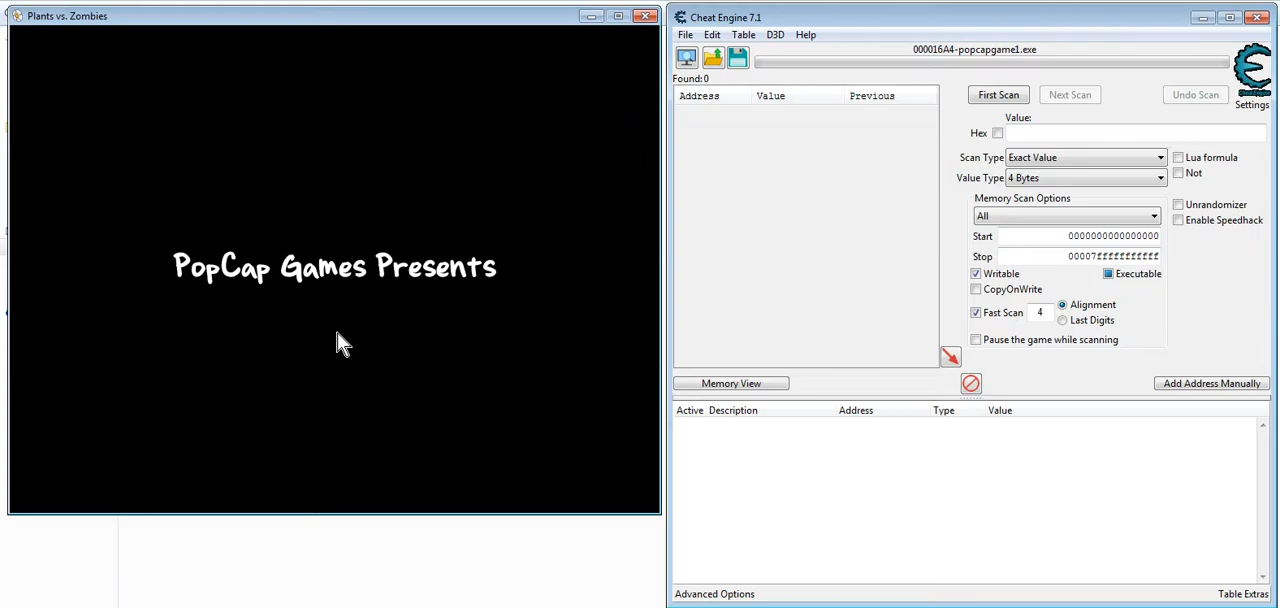 Plants vs. Zombies
PopCap Games Presents
Cheat Engine 7.1
File Edit Table D3D Help
000016A4-popcapgame1.exe
Found:0
Address Value Previous
First Scan Next Scan Undo Scan
Cheat Engine
Settings
Value:
Hex
Scan Type Exact Value Lua formula
Value Type 4 Bytes Not
Memory Scan Options
All
Unrandomizer
Enable Speedhack
Start 0000000000000000
Stop 00007fffffffffff
Writable Executable
CopyOnWrite
Fast Scan 4 Alignment
Last Digits
Pause the game while scanning
Memory View Add Address Manually
Active Description Address Type Value
Advanced Options Table Extras